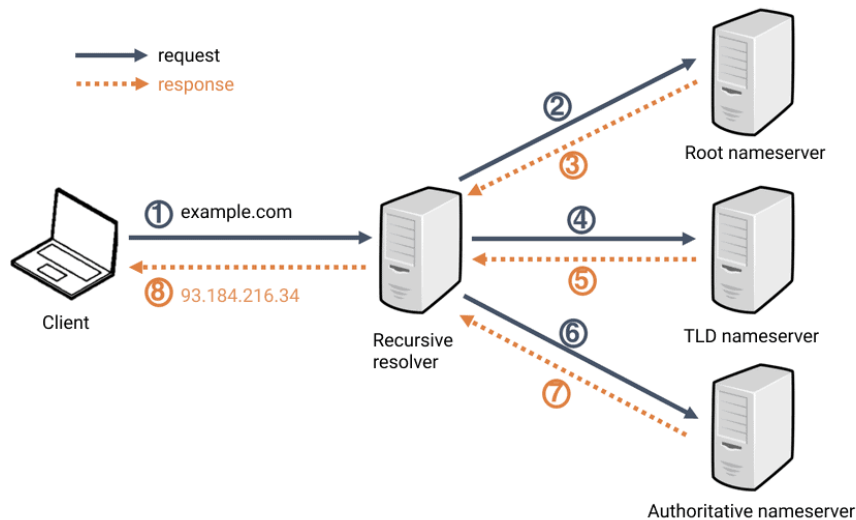 request
response
②
③
Root nameserver
① example.com
④
⑤
⑧ 93.184.216.34
Client
Recursive
resolver
⑥
TLD nameserver
⑦
Authoritative nameserver